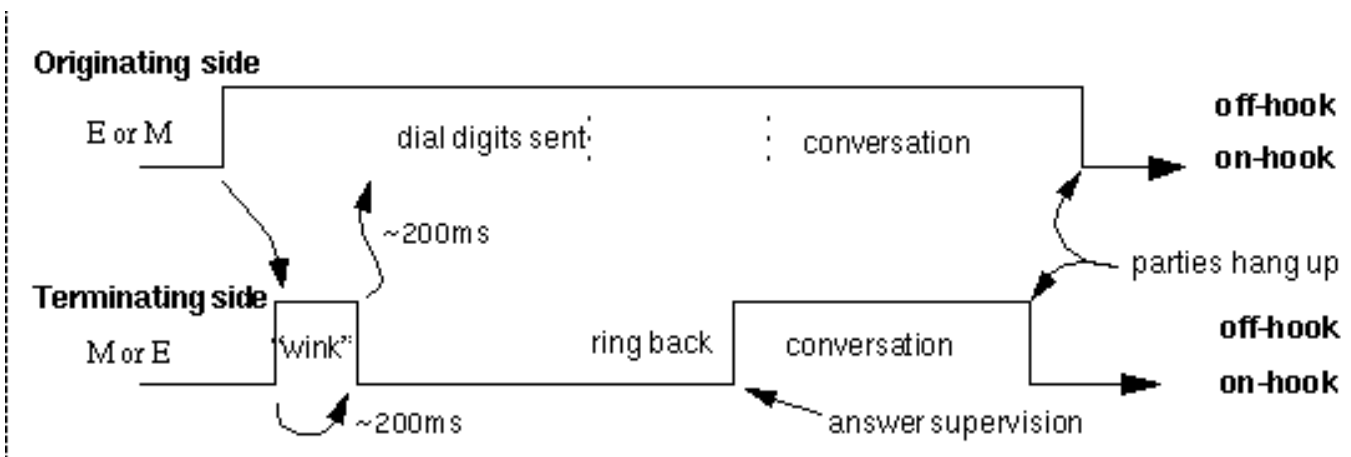 Originating side
off-hook
E or M
dial digits sent
conversation
on-hook
~200ms
parties hang up
Terminating side
off-hook
M or E
"wink"
ring back
conversation
on-hook
~200ms
answer supervision